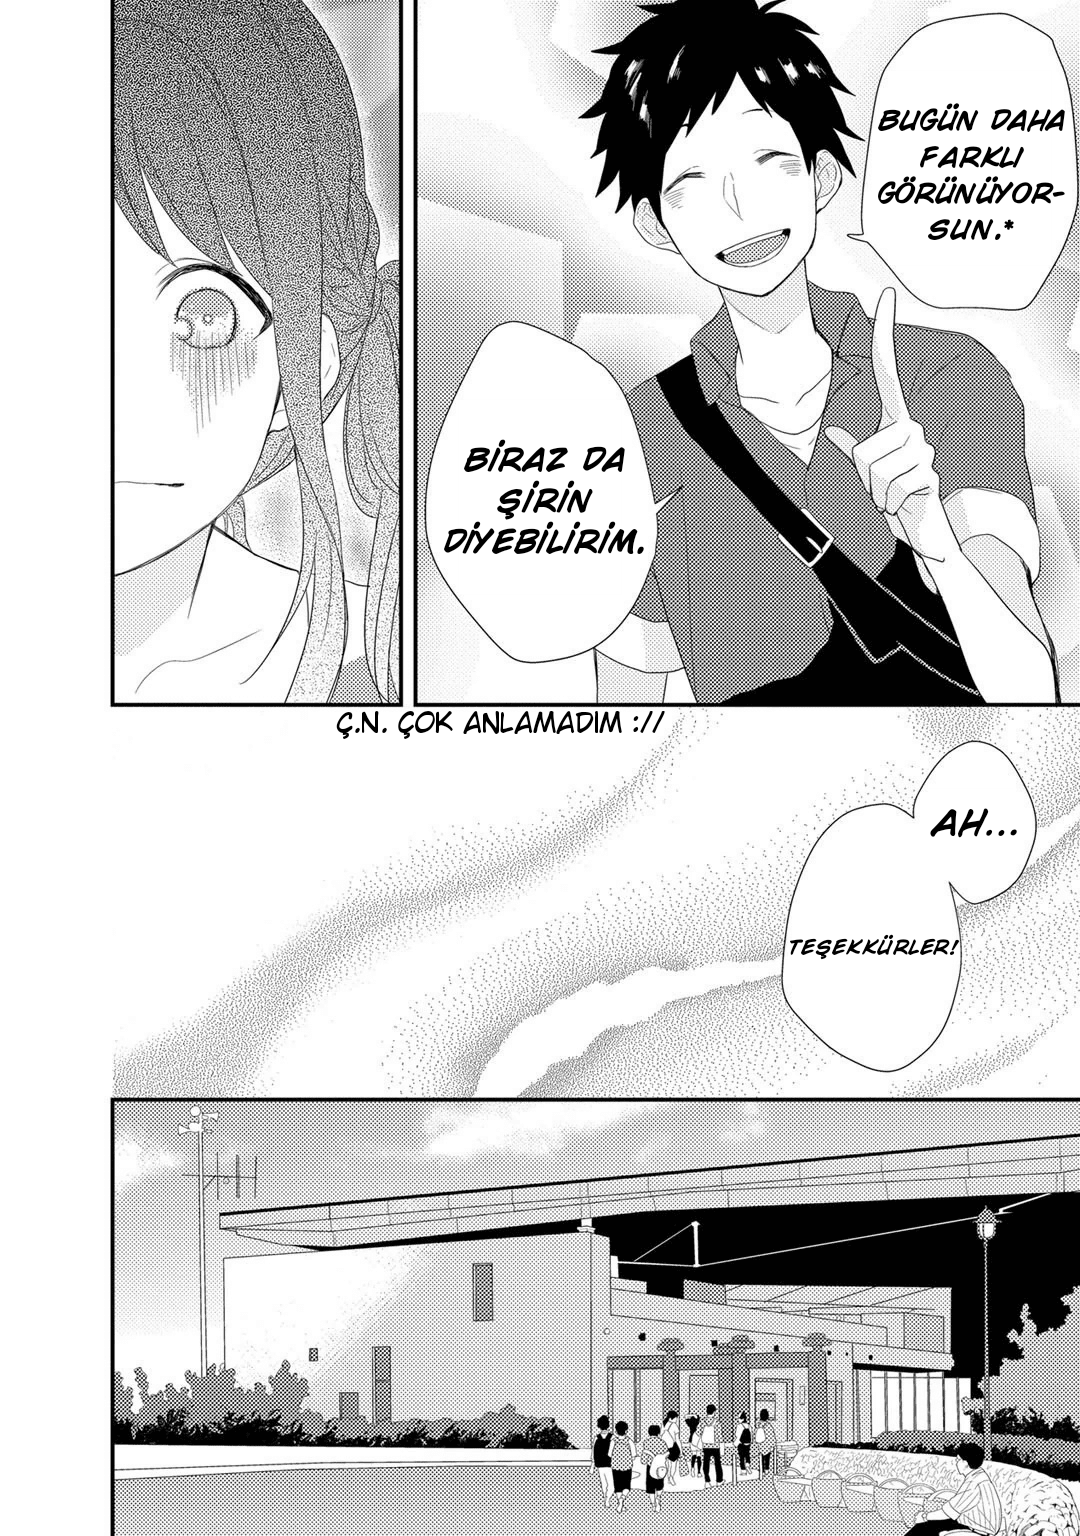 BUGÜN DAHA
FARKLI
GÖRÜNÜYOR-
SUN.*
BİRAZ DA
ŞİRİN
DİYEBİLİRİM.
Ç.N. ÇOK ANLAMADIM ://
AH...
TEŞEKKÜRLER!